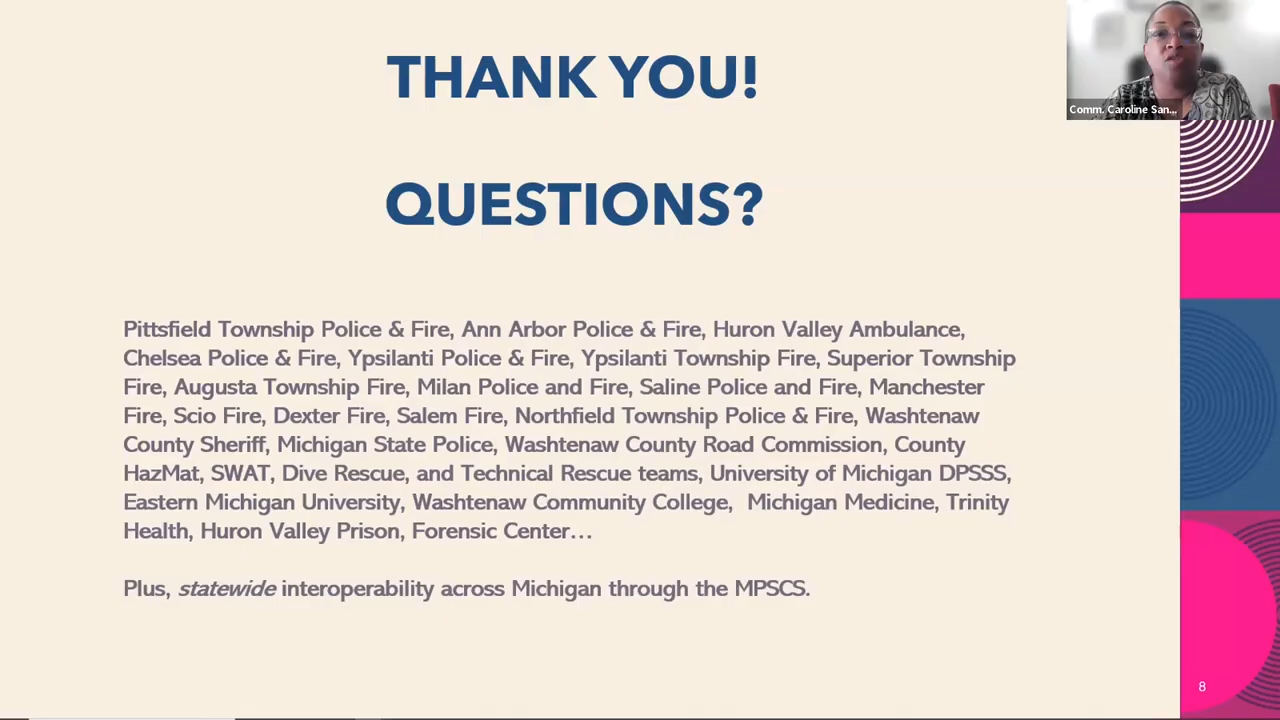 THANK YOU!
Comm. Caroline San...
QUESTIONS?
Pittsfield Township Police & Fire, Ann Arbor Police & Fire, Huron Valley Ambulance,
Chelsea Police & Fire, Ypsilanti Police & Fire, Ypsilanti Township Fire, Superior Township
Fire, Augusta Township Fire, Milan Police and Fire, Saline Police and Fire, Manchester
Fire, Scio Fire, Dexter Fire, Salem Fire, Northfield Township Police & Fire, Washtenaw
County Sheriff, Michigan State Police, Washtenaw County Road Commission, County
HazMat, SWAT, Dive Rescue, and Technical Rescue teams, University of Michigan DPSSS,
Eastern Michigan University, Washtenaw Community College,  Michigan Medicine, Trinity
Health, Huron Valley Prison, Forensic Center…
Plus, statewide interoperability across Michigan through the MPSCS.
8